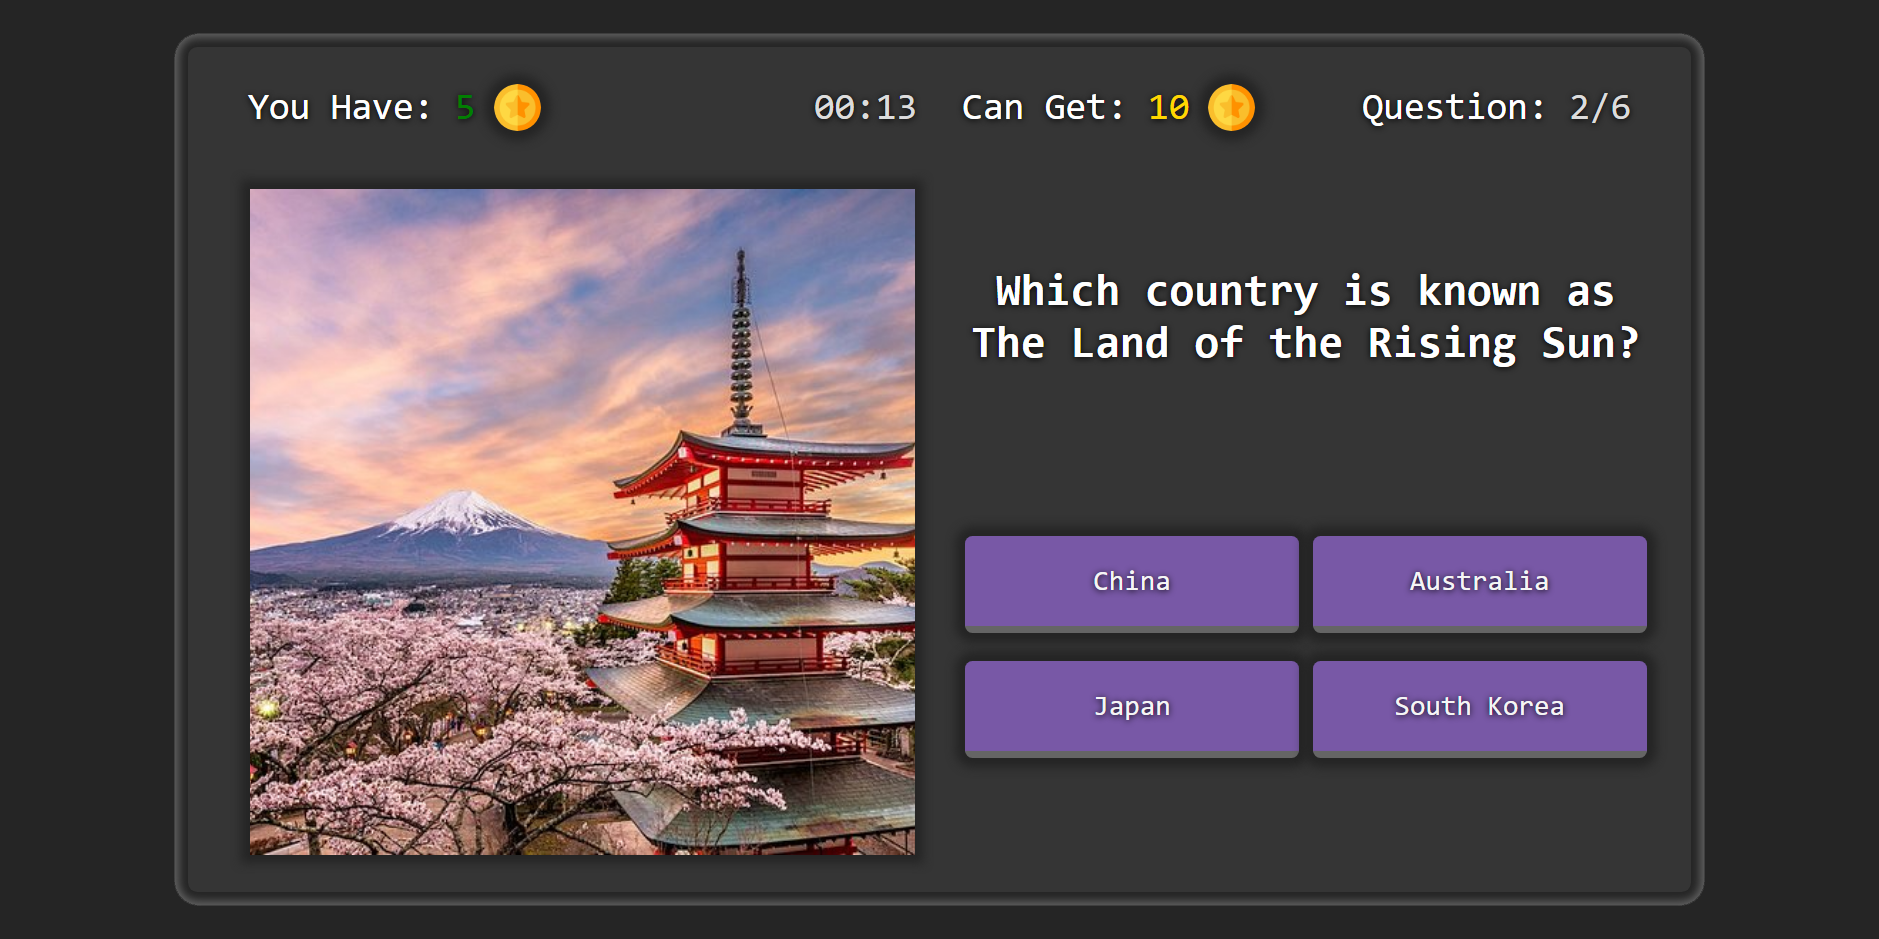 You Have: 5
00:13
Can Get: 10
Question: 2/6
Which country is known as
The Land of the Rising Sun?
China
Australia
Japan
South Korea